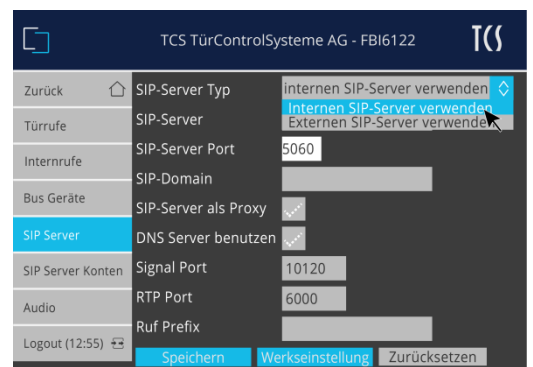 TCS TürControlSysteme AG - FBI6122
TCS
Zurück
Türrufe
Internrufe
Bus Geräte
SIP Server
SIP Server Konten
Audio
Logout (12:55)
SIP-Server Typ
internen SIP-Server verwenden
Internen SIP-Server verwenden
Externen SIP-Server verwenden
SIP-Server
SIP-Server Port
5060
SIP-Domain
SIP-Server als Proxy
DNS Server benutzen
Signal Port
10120
RTP Port
6000
Ruf Prefix
Speichern
Werkseinstellung
Zurücksetzen